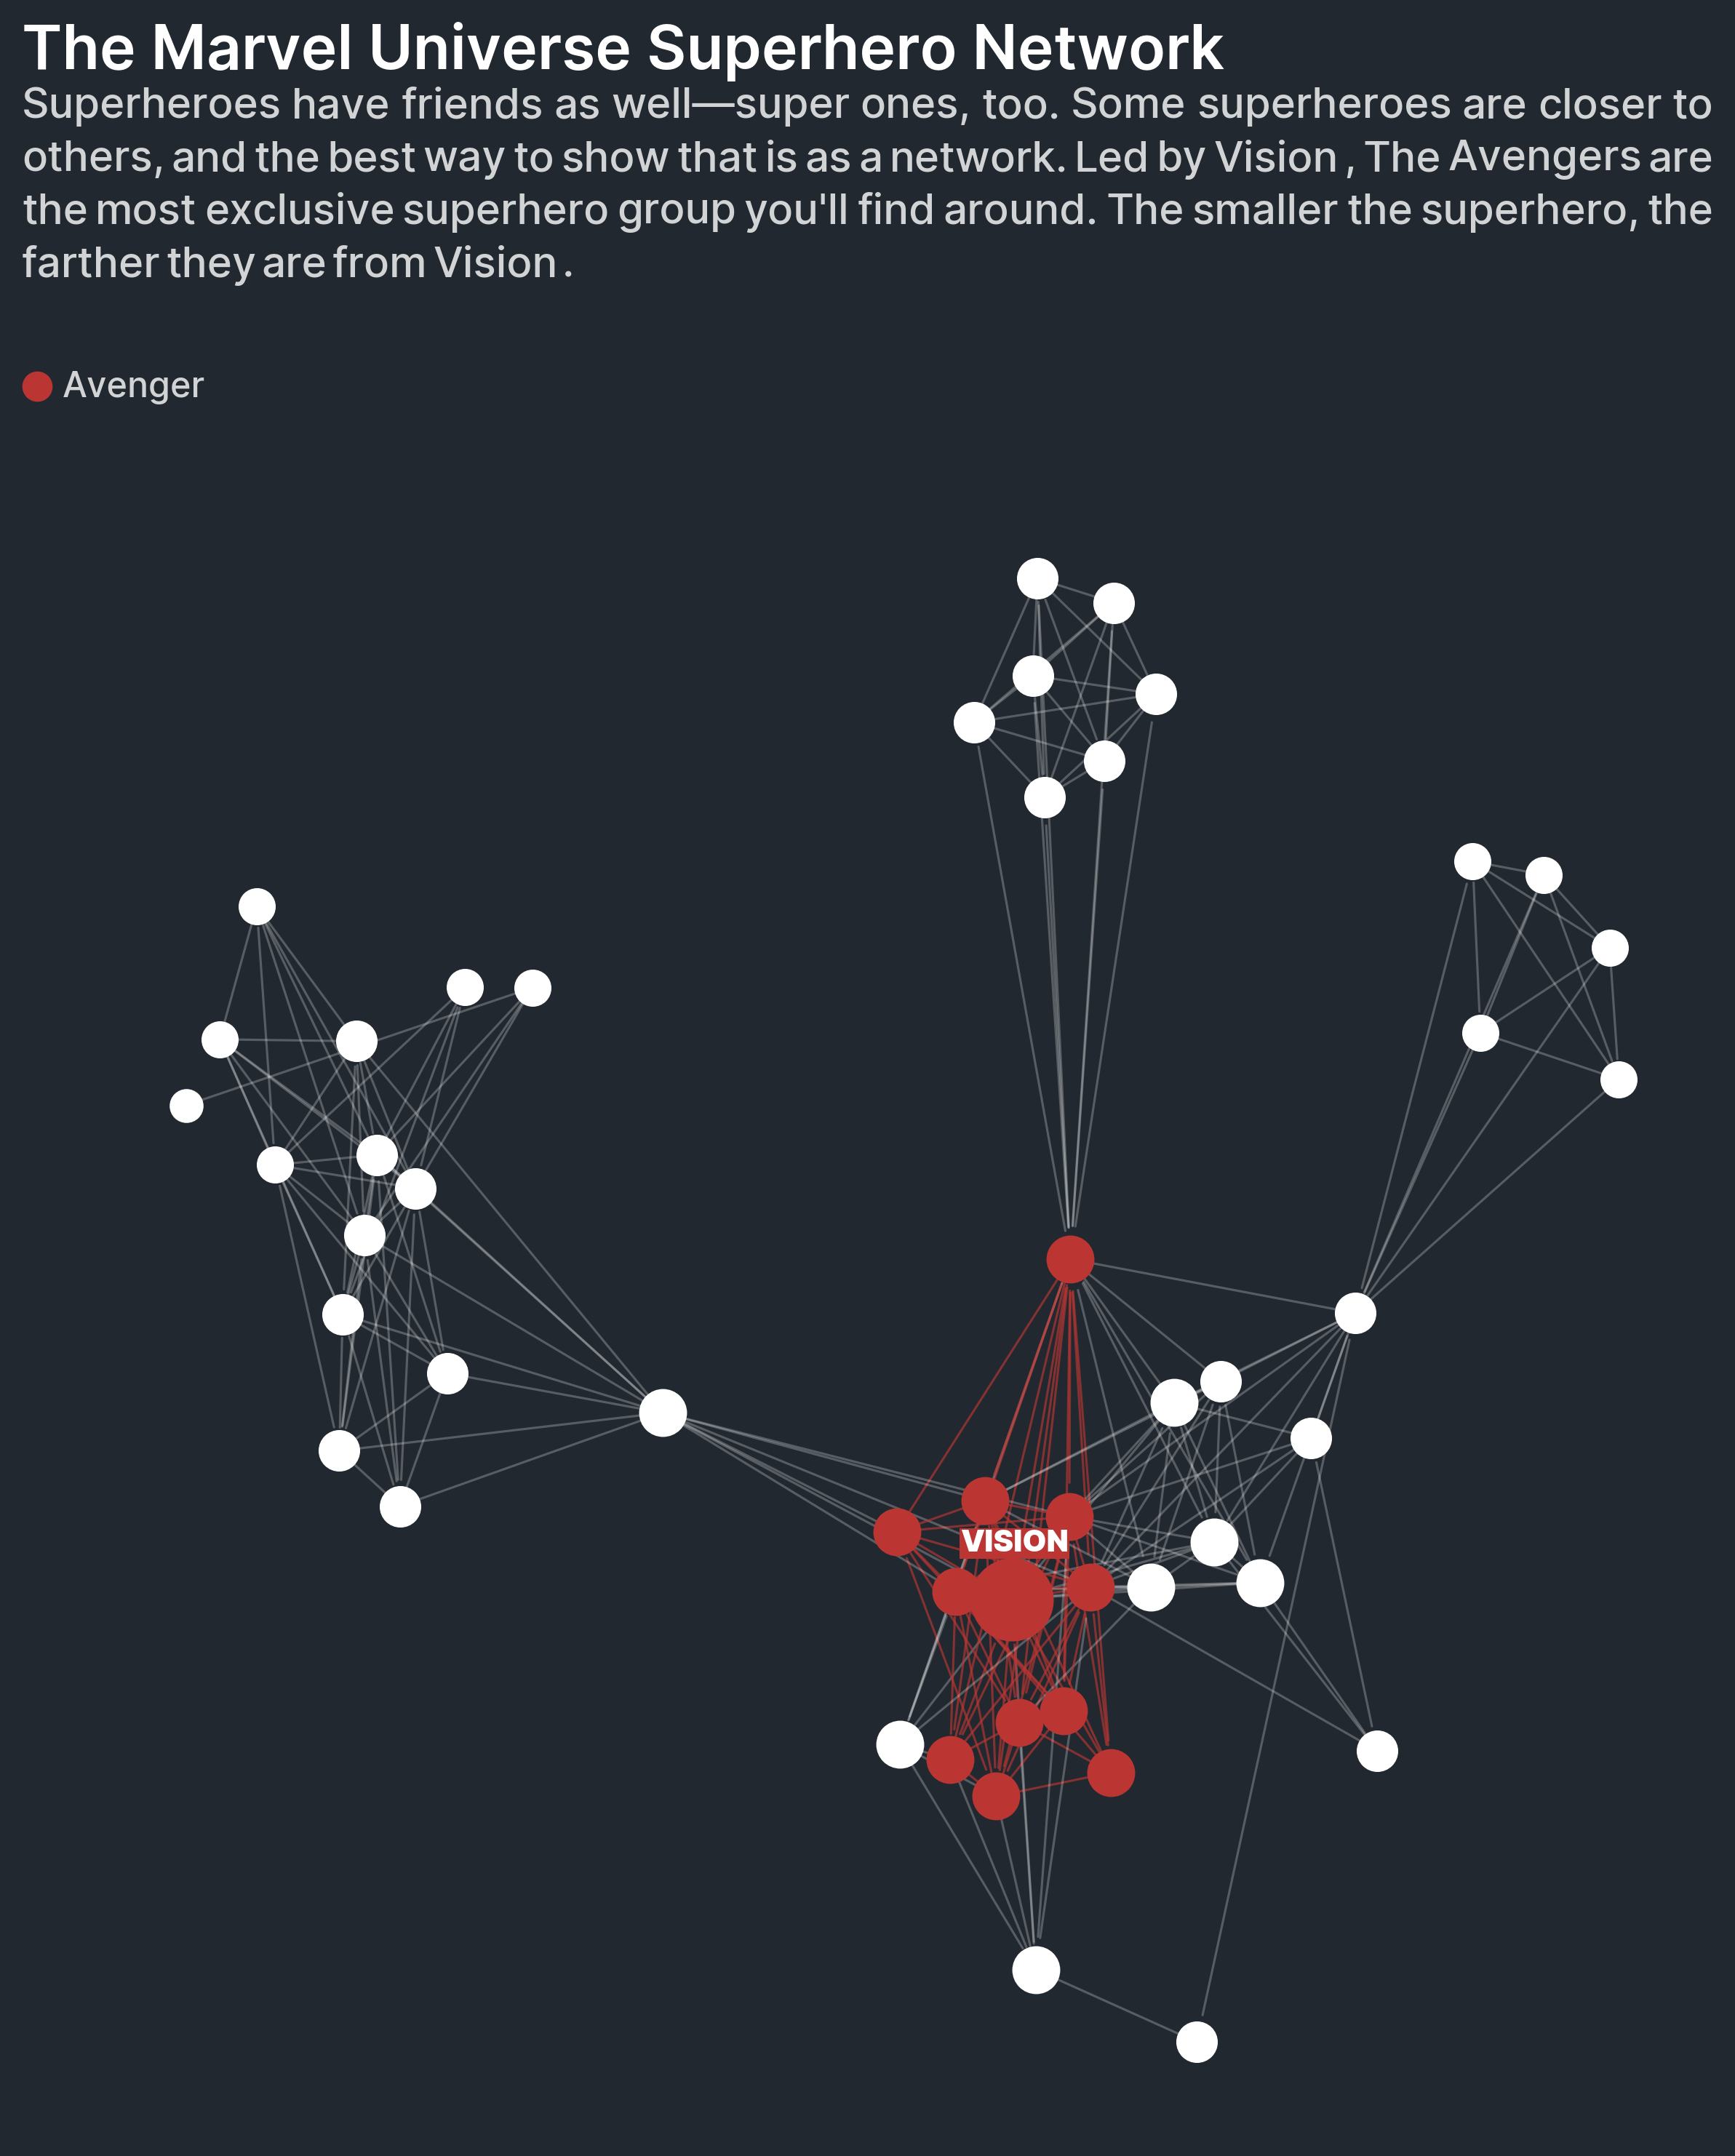 The Marvel Universe Superhero Network
Superheroes have friends as well—super ones, too. Some superheroes are closer to
others, and the best way to show that is as a network. Led by Vision , The Avengers are
the most exclusive superhero group you'll find around. The smaller the superhero, the
farther they are from Vision .
Avenger
VISION